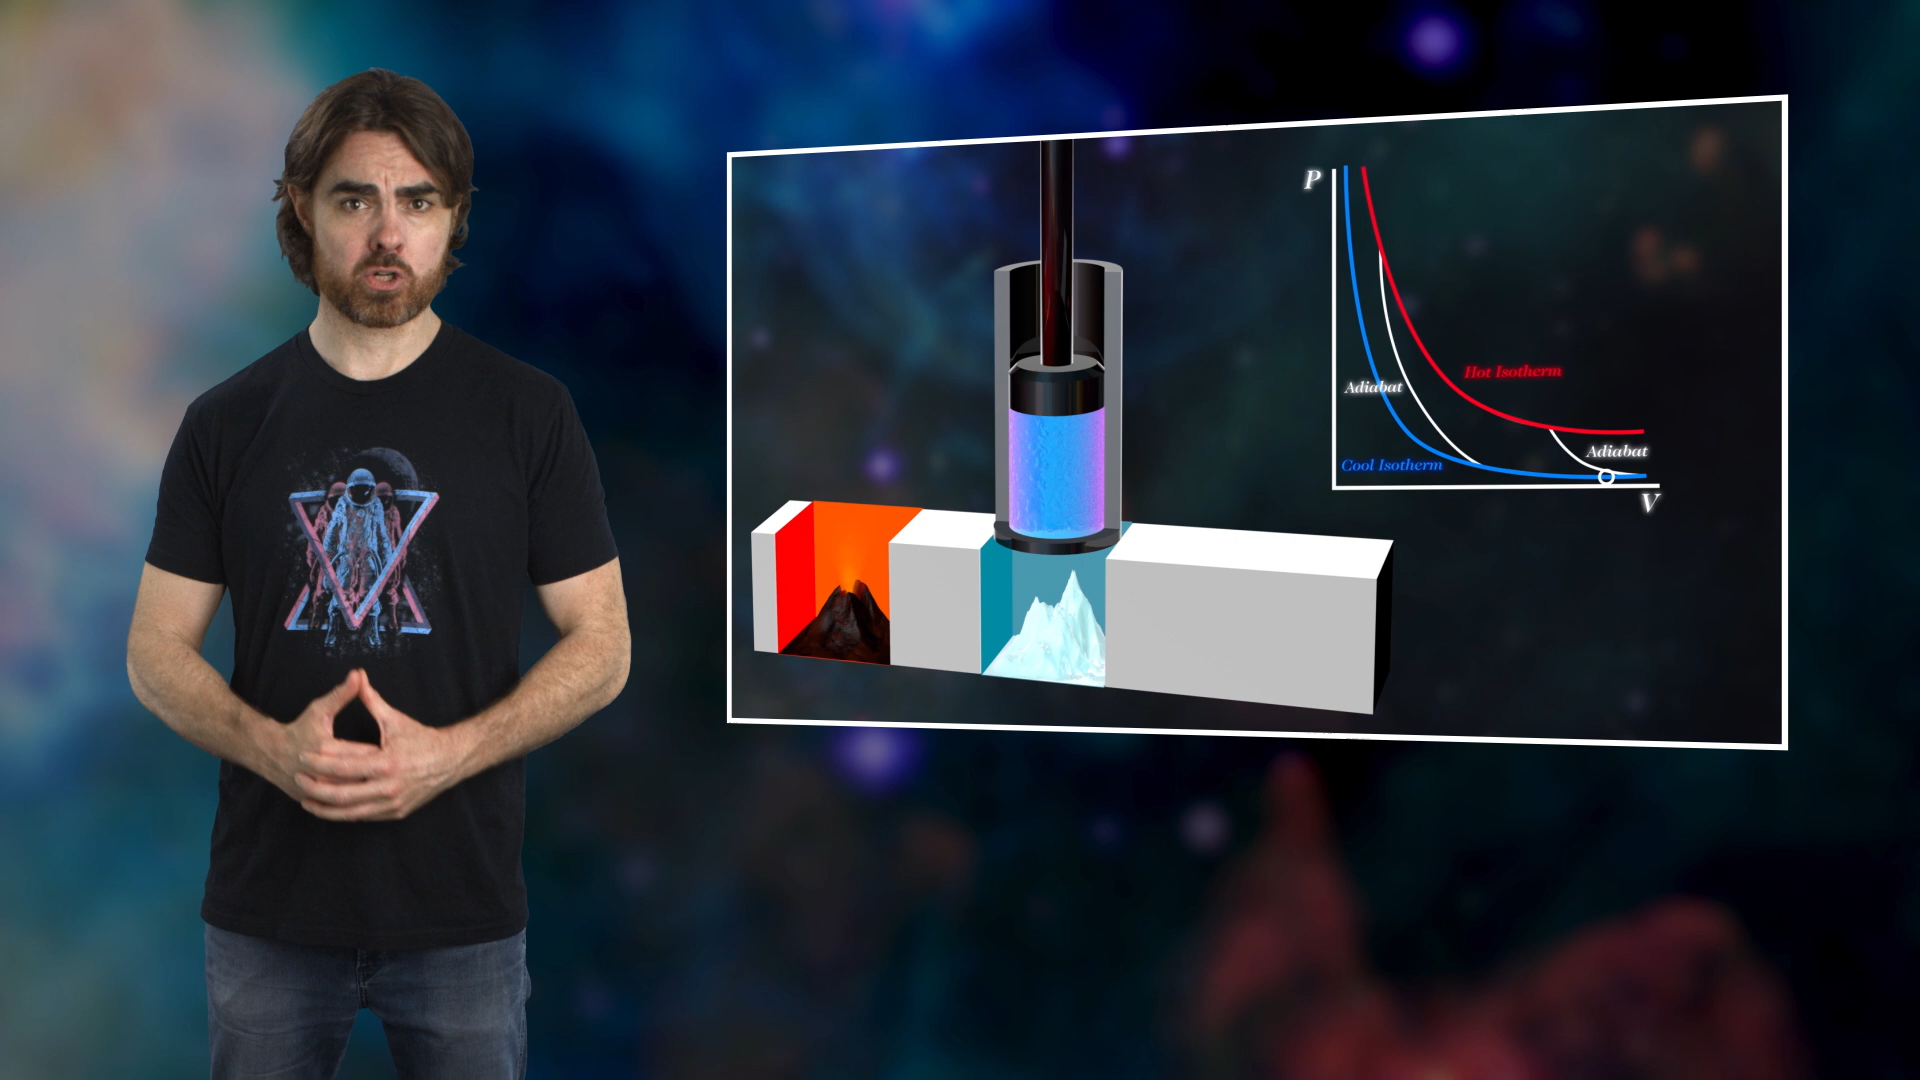 P
Hot Isotherm
Adiabat
Adiabat
Cool Isotherm
V